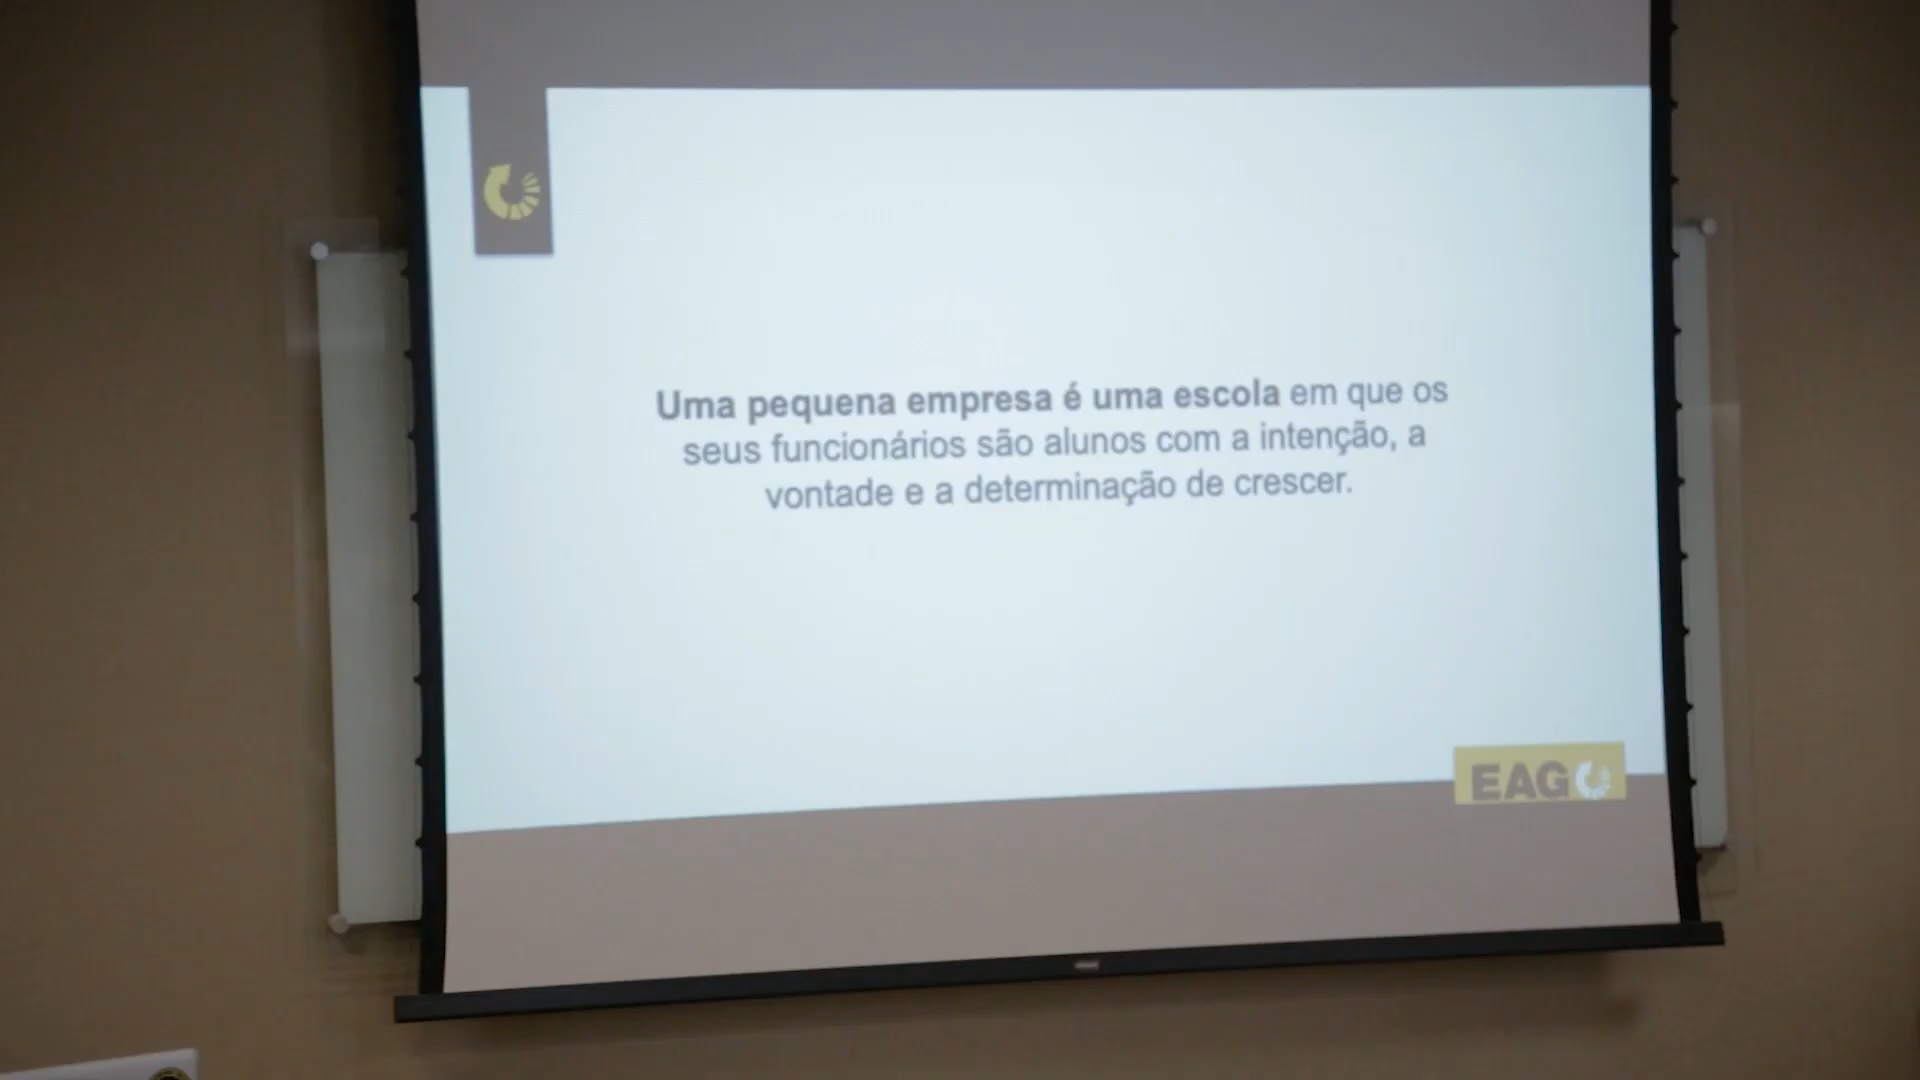 Uma pequena empresa é uma escola em que os
seus funcionários são alunos com a intenção, a
vontade e a determinação de crescer.
EAG